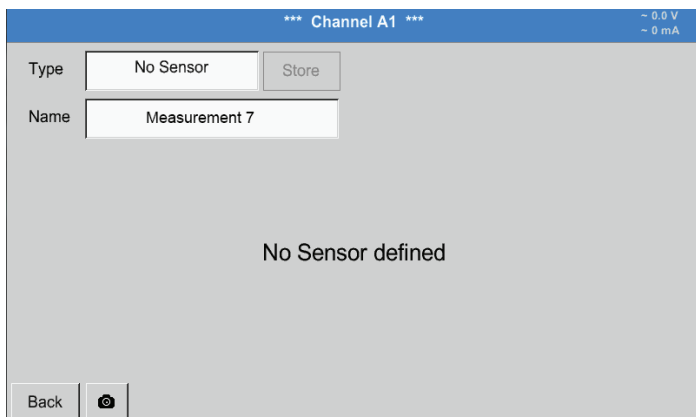 *** Channel A1 ***
~ 0.0 V
~ 0 mA
Type No Sensor Store
Name Measurement 7
No Sensor defined
Back